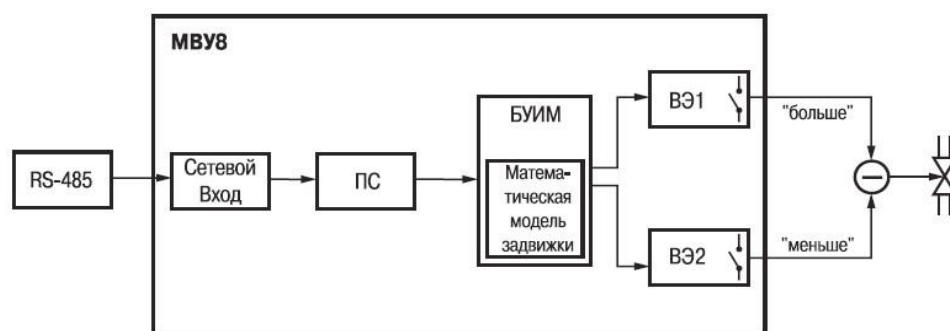 МВУ8
RS-485
Сетевой
Вход
ПС
БУИМ
Матема-
тическая
модель
задвижки
ВЭ1
"больше"
ВЭ2
"меньше"